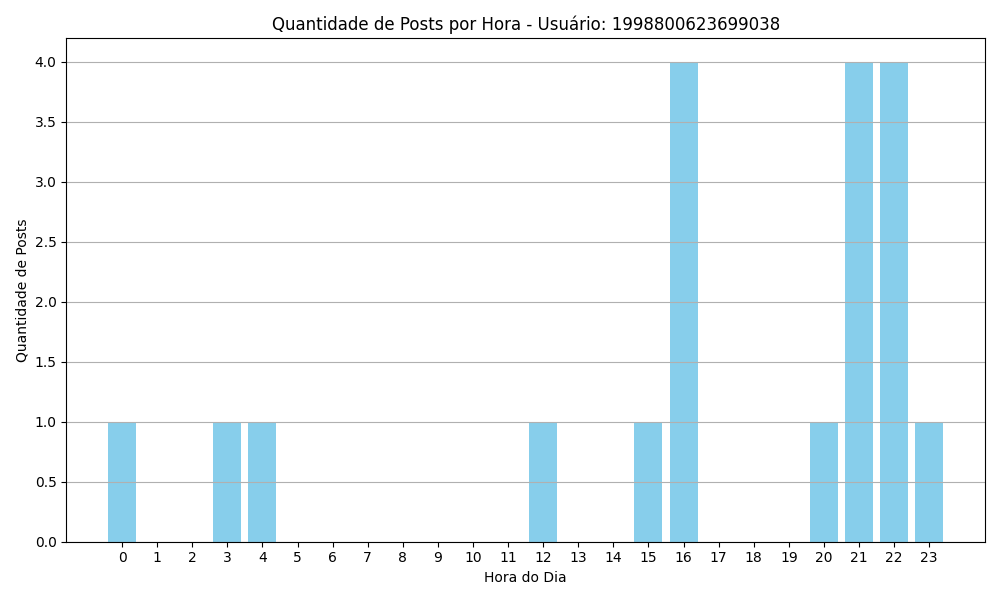 Quantidade de Posts por Hora - Usuário: 1998800623699038
4.0
3.5
3.0
2.5
2.0
1.5
1.0
0.5
0.0
Quantidade de Posts
0 1 2 3 4 5 6 7 8 9 10 11 12 13 14 15 16 17 18 19 20 21 22 23
Hora do Dia